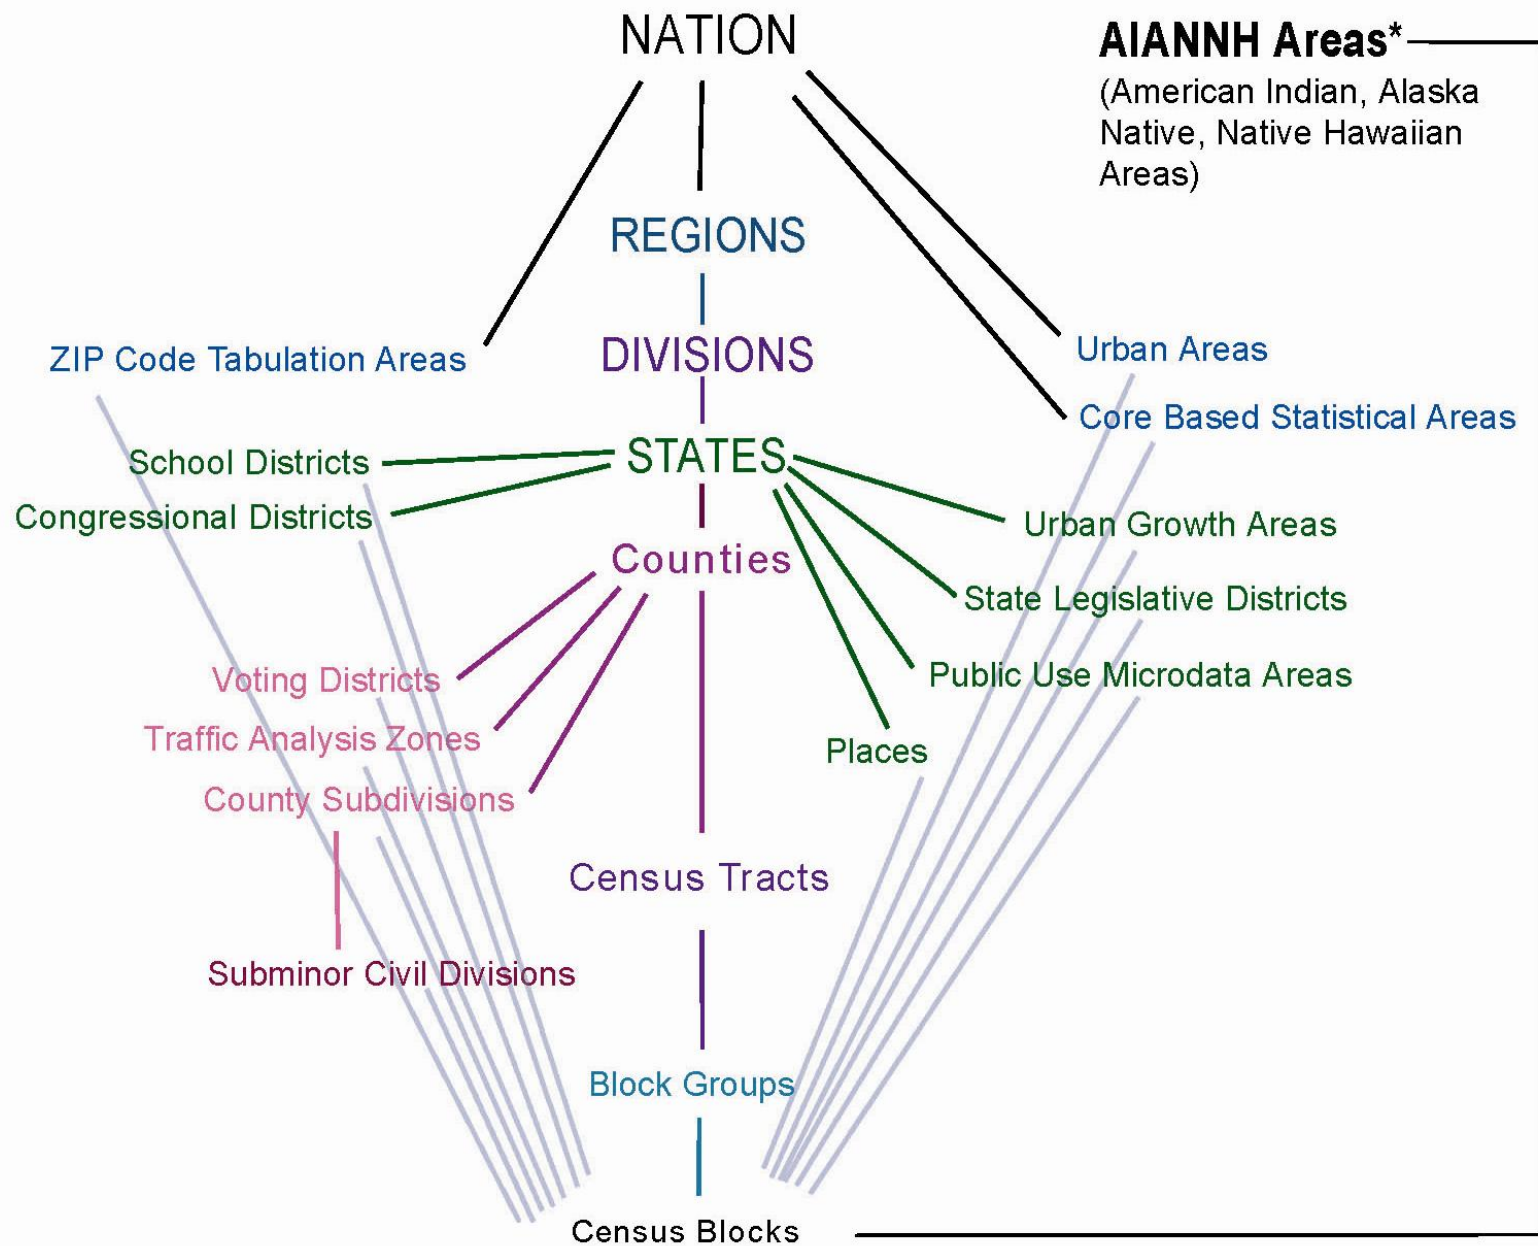 NATION
AIANNH Areas*
(American Indian, Alaska
Native, Native Hawaiian
Areas)
REGIONS
ZIP Code Tabulation Areas
DIVISIONS
Urban Areas
Core Based Statistical Areas
School Districts
STATES
Congressional Districts
Urban Growth Areas
Counties
State Legislative Districts
Voting Districts
Public Use Microdata Areas
Traffic Analysis Zones
Places
County Subdivisions
Census Tracts
Subminor Civil Divisions
Block Groups
Census Blocks